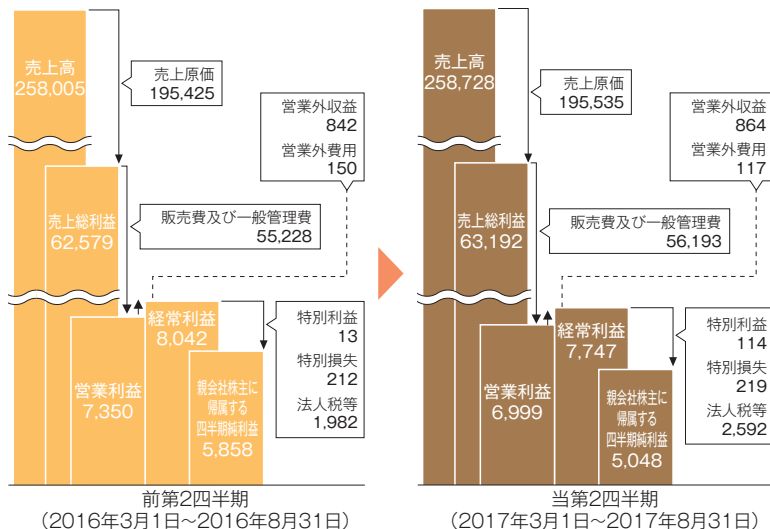 売上高
258,005
売上原価
195,425
営業外収益
842
営業外費用
150
売上総利益
62,579
販売費及び一般管理費
55,228
経常利益
8,042
特別利益
13
特別損失
212
法人税等
1,982
営業利益
7,350
親会社株主に
帰属する
四半期純利益
5,858
前第2四半期
（2016年3月1日～2016年8月31日）
売上高
258,728
売上原価
195,535
営業外収益
864
営業外費用
117
売上総利益
63,192
販売費及び一般管理費
56,193
経常利益
7,747
特別利益
114
特別損失
219
法人税等
2,592
営業利益
6,999
親会社株主に
帰属する
四半期純利益
5,048
当第2四半期
（2017年3月1日～2017年8月31日）